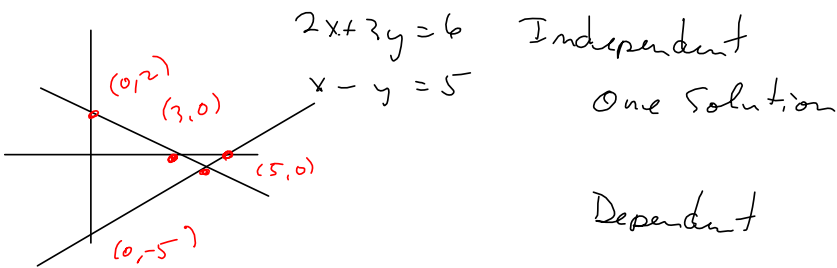 2x+3y=6
x-y=5
Independent
One Solution
Dependent
(0,2)
(3,0)
(5,0)
(0,-5)